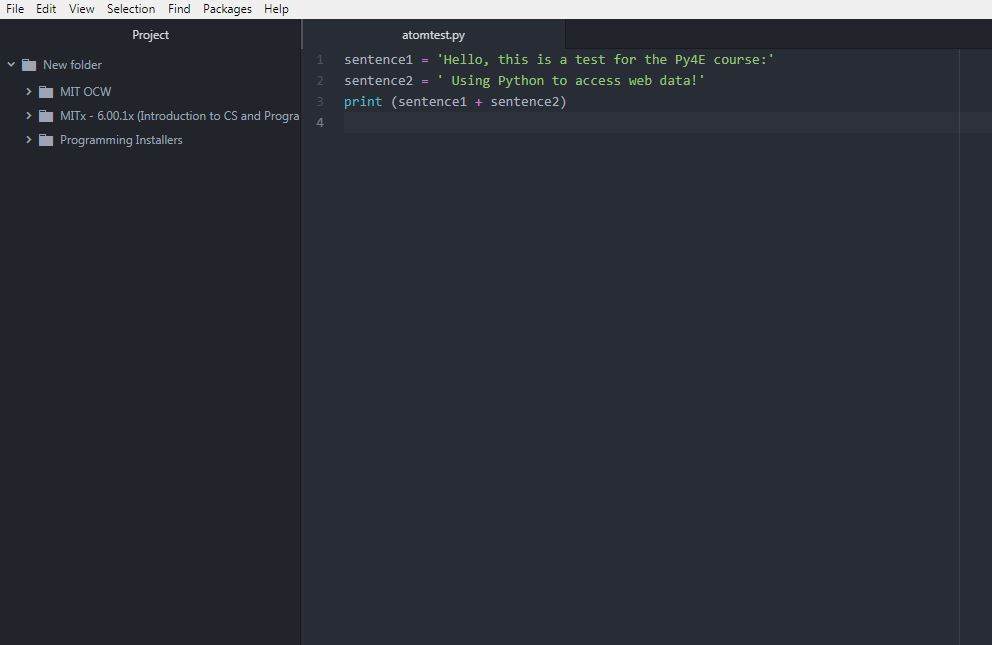 File Edit View Selection Find Packages Help
Project
New folder
MIT OCW
MITx - 6.00.1x (Introduction to CS and Progra
Programming Installers
atomtest.py
1 sentence1 = 'Hello, this is a test for the Py4E course:'
2 sentence2 = ' Using Python to access web data!'
3 print (sentence1 + sentence2)
4